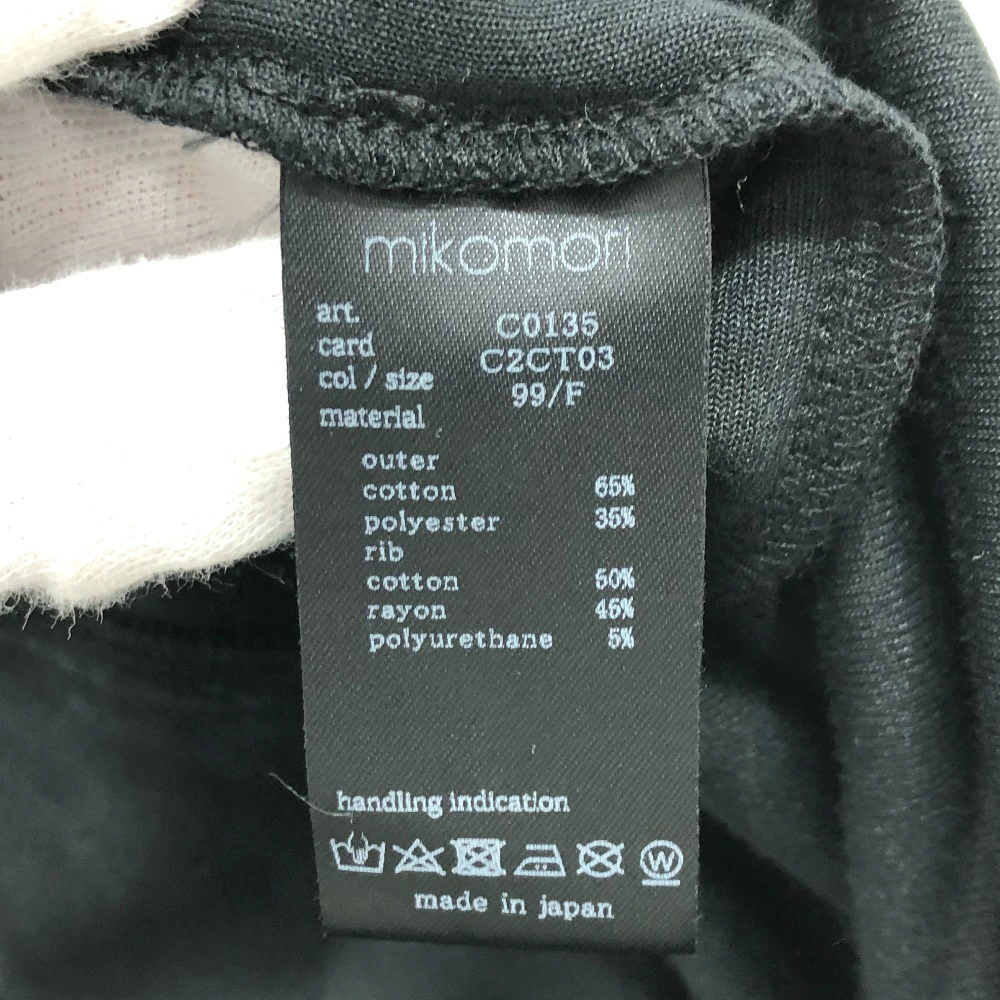 mikomori
art. C0135
card C2CT03
col / size 99/F
material
outer
cotton 65%
polyester 35%
rib
cotton 50%
rayon 45%
polyurethane 5%
handling indication
W
made in japan